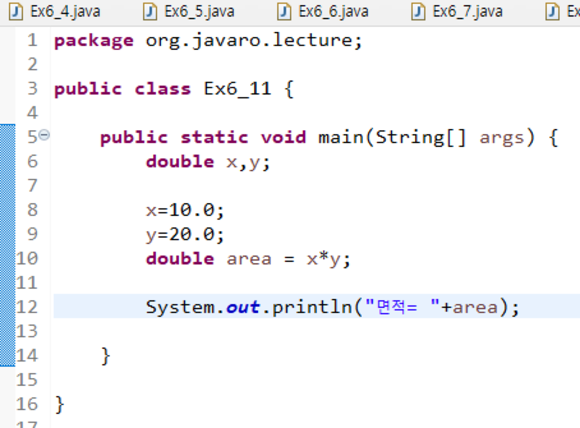 Ex6_4.java Ex6_5.java Ex6_6.java Ex6_7.java Ex
1 package org.javaro.lecture;
2
3 public class Ex6_11 {
4
5 public static void main(String[] args) {
6 double x,y;
7
8 x=10.0;
9 y=20.0;
10 double area = x*y;
11
12 System.out.println("면적= "+area);
13
14 }
15
16 }
17